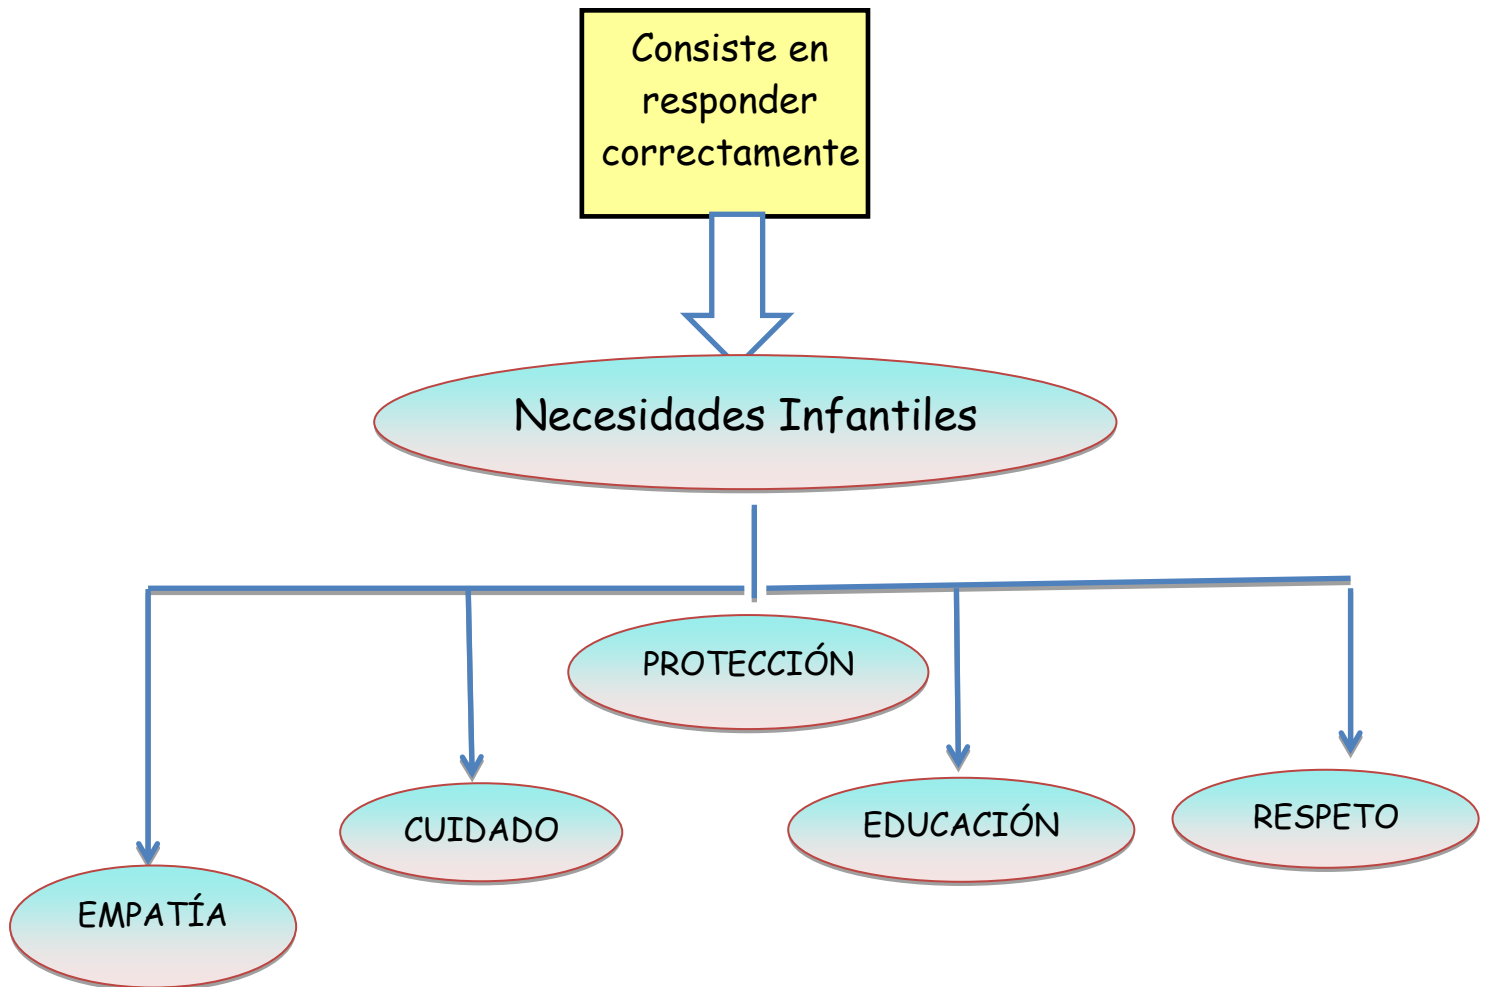 Consiste en
responder
correctamente
Necesidades Infantiles
PROTECCIÓN
CUIDADO
EDUCACIÓN
RESPETO
EMPATÍA